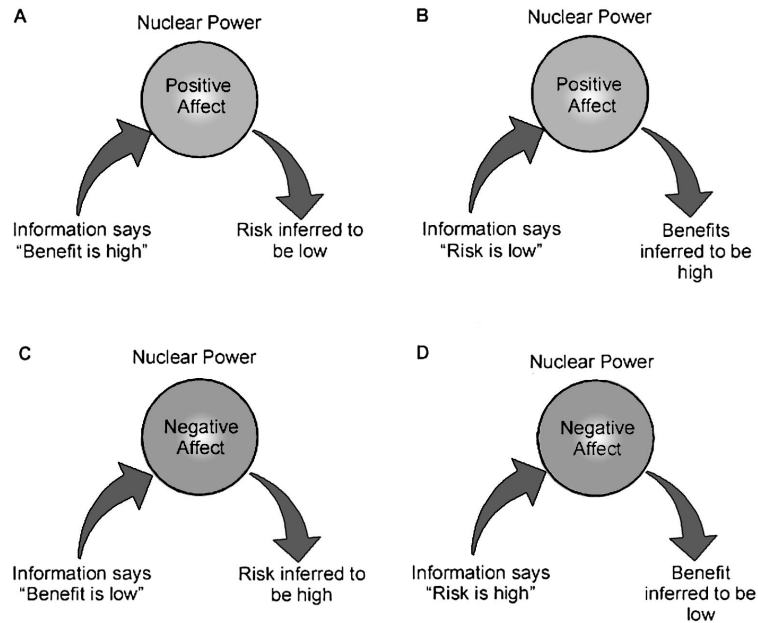 A
Nuclear Power
Positive
Affect
Information says
“Benefit is high”
Risk inferred to
be low
B
Nuclear Power
Positive
Affect
Information says
“Risk is low”
Benefits
inferred to be
high
C
Nuclear Power
Negative
Affect
Information says
“Benefit is low”
Risk inferred to
be high
D
Nuclear Power
Negative
Affect
Information says
“Risk is high”
Benefit
inferred to be
low